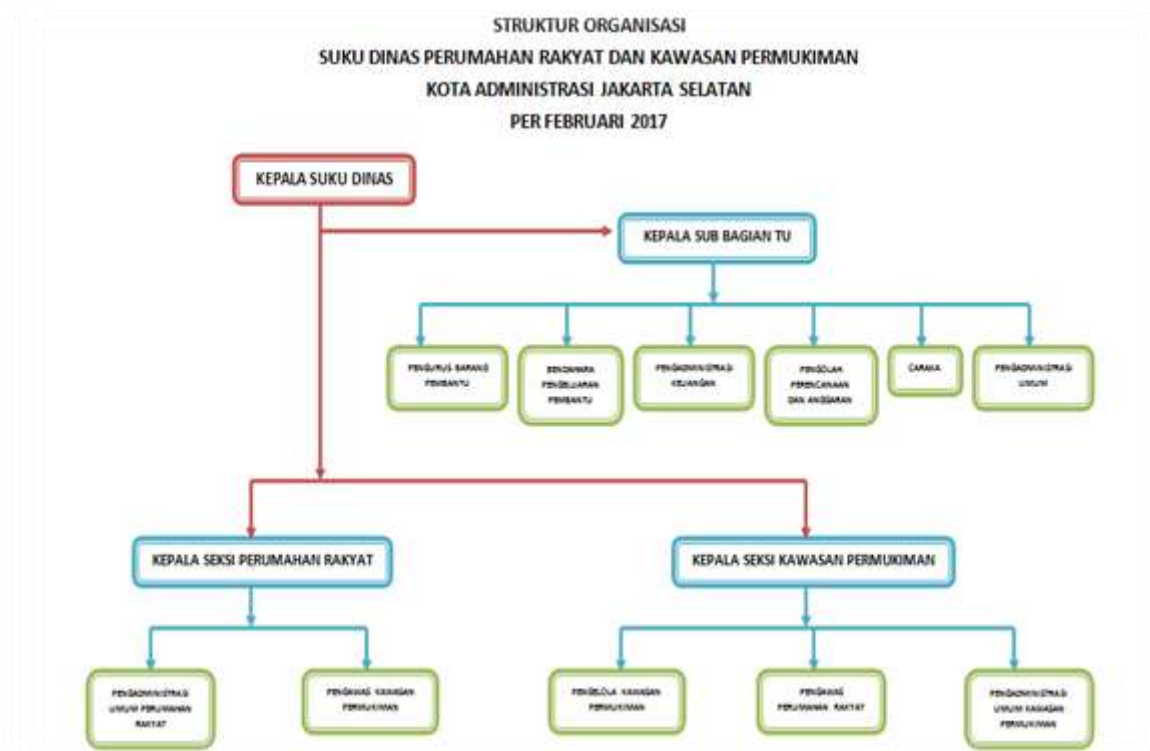 STRUKTUR ORGANISASI
SUKU DINAS PERUMAHAN RAKYAT DAN KAWASAN PERMUKIMAN
KOTA ADMINISTRASI JAKARTA SELATAN
PER FEBRUARI 2017
KEPALA SUKU DINAS
KEPALA SUB BAGIAN TU
PENGURUS BARANG
PEMBANTU
BENDAHARA
PENGELUARAN
PEMBANTU
PENGADMINISTRASI
KEUANGAN
PENGOLAH
PERENCANAAN
DAN ANGGARAN
CARAKA
PENGADMINISTRASI
UMUM
KEPALA SEKSI PERUMAHAN RAKYAT
KEPALA SEKSI KAWASAN PERMUKIMAN
PENGADMINISTRASI
UMUM PERUMAHAN
RAKYAT
PENGAWAS KAWASAN
PERMUKIMAN
PENGELOLA KAWASAN
PERMUKIMAN
PENGAWAS
PERUMAHAN RAKYAT
PENGADMINISTRASI
UMUM KAWASAN
PERMUKIMAN